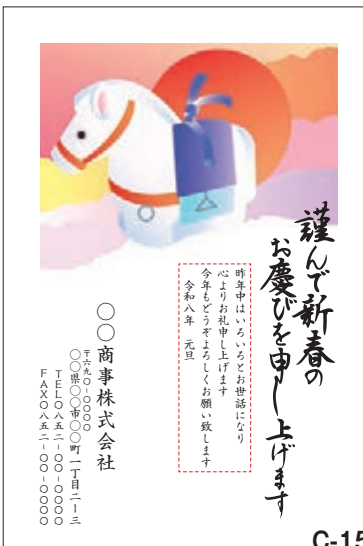 謹んで新春の
お慶びを申し上げます
昨年中はいろいろとお世話になり
心よりお礼申し上げます
今年もどうぞよろしくお願い致します
令和八年　元旦
〇〇商事株式会社
〒六九〇-〇〇〇〇
〇〇県〇〇市〇〇町一丁目二ー三
TEL〇八五二-〇〇-〇〇〇〇
FAX〇八五二-〇〇-〇〇〇〇
C-15